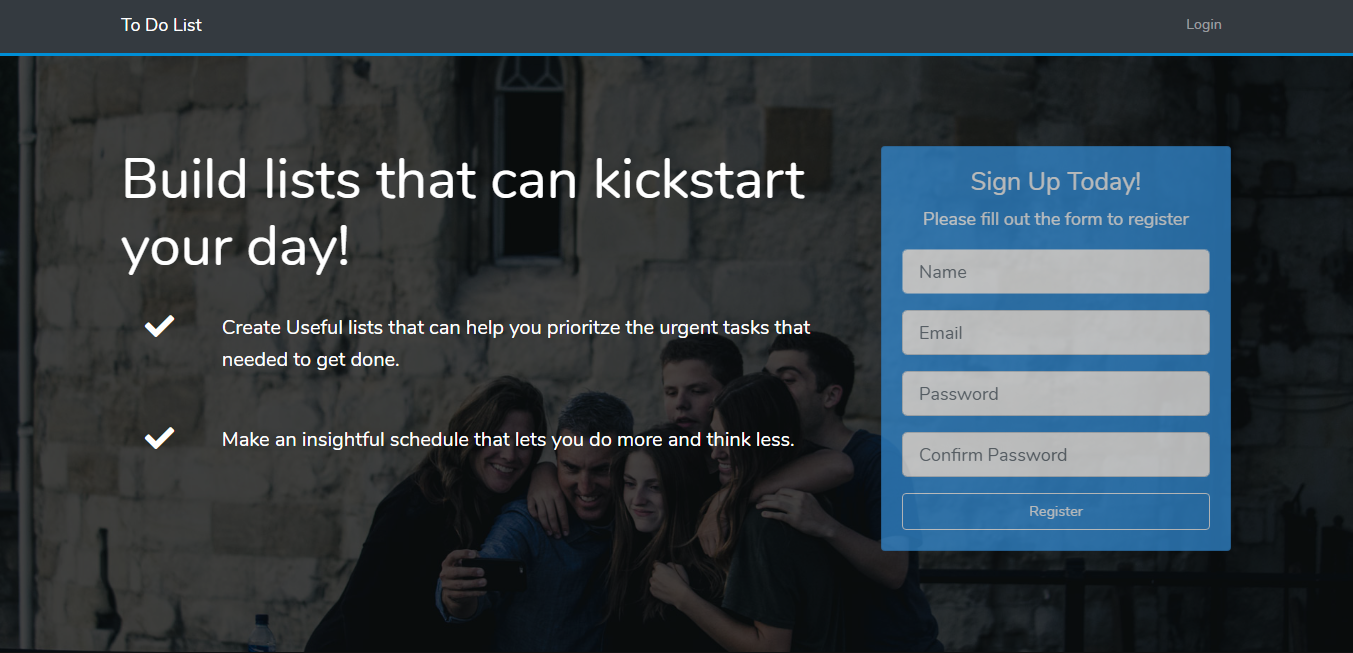 To Do List
Login
Build lists that can kickstart
your day!
Create Useful lists that can help you prioritze the urgent tasks that
needed to get done.
Make an insightful schedule that lets you do more and think less.
Sign Up Today!
Please fill out the form to register
Name
Email
Password
Confirm Password
Register